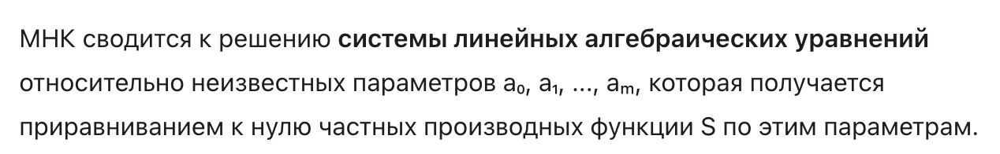 МНК сводится к решению системы линейных алгебраических уравнений
относительно неизвестных параметров a₀, a₁, ..., aₘ, которая получается
приравниванием к нулю частных производных функции S по этим параметрам.